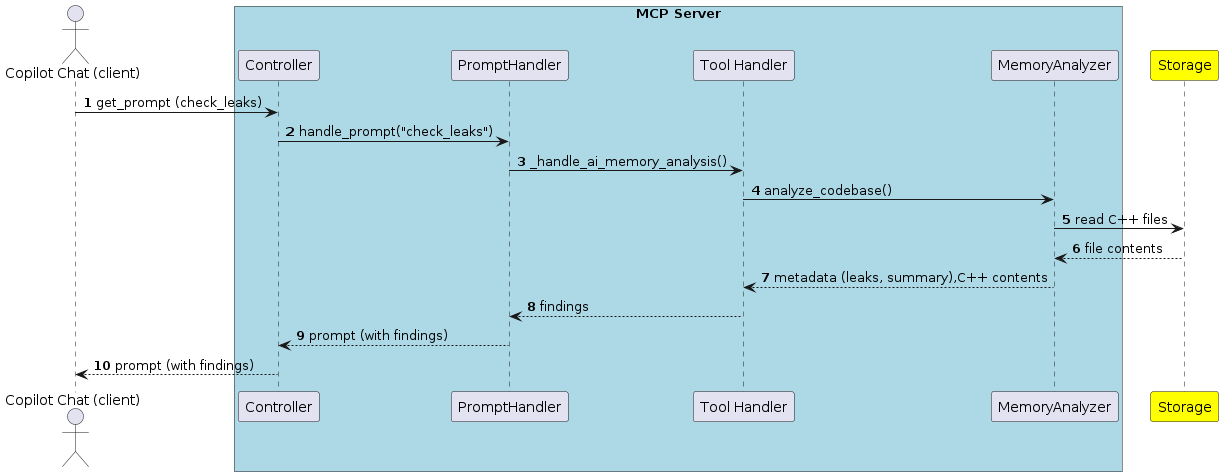 MCP Server
Copilot Chat (client)
Controller
PromptHandler
Tool Handler
MemoryAnalyzer
Storage
1 get_prompt (check_leaks)
2 handle_prompt("check_leaks")
3 _handle_ai_memory_analysis()
4 analyze_codebase()
5 read C++ files
6 file contents
7 metadata (leaks, summary),C++ contents
8 findings
9 prompt (with findings)
10 prompt (with findings)
Copilot Chat (client)
Controller
PromptHandler
Tool Handler
MemoryAnalyzer
Storage